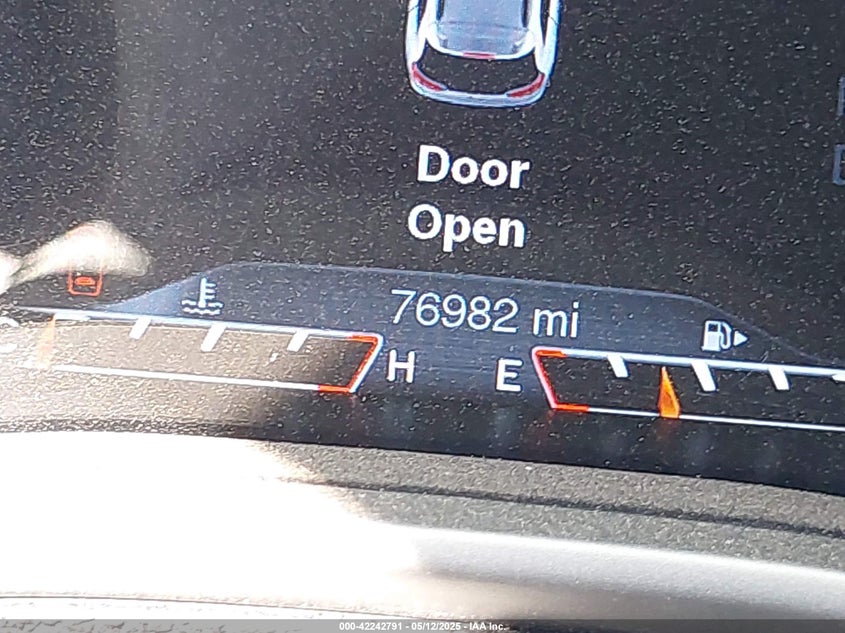 Door
Open
76982 mi
H
E
000-42242791 - 05/12/2025 - IAA Inc.